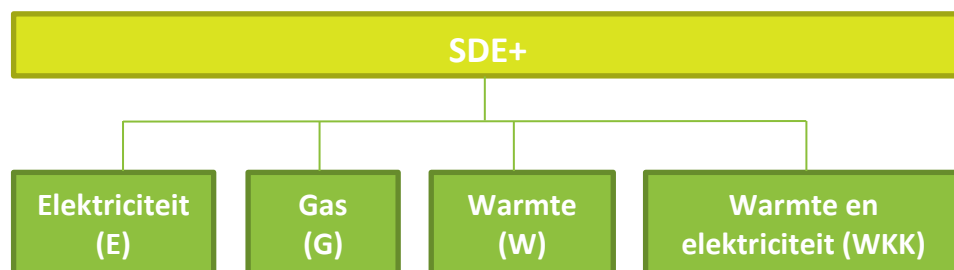 SDE+
Elektriciteit
(E)
Gas
(G)
Warmte
(W)
Warmte en
elektriciteit (WKK)